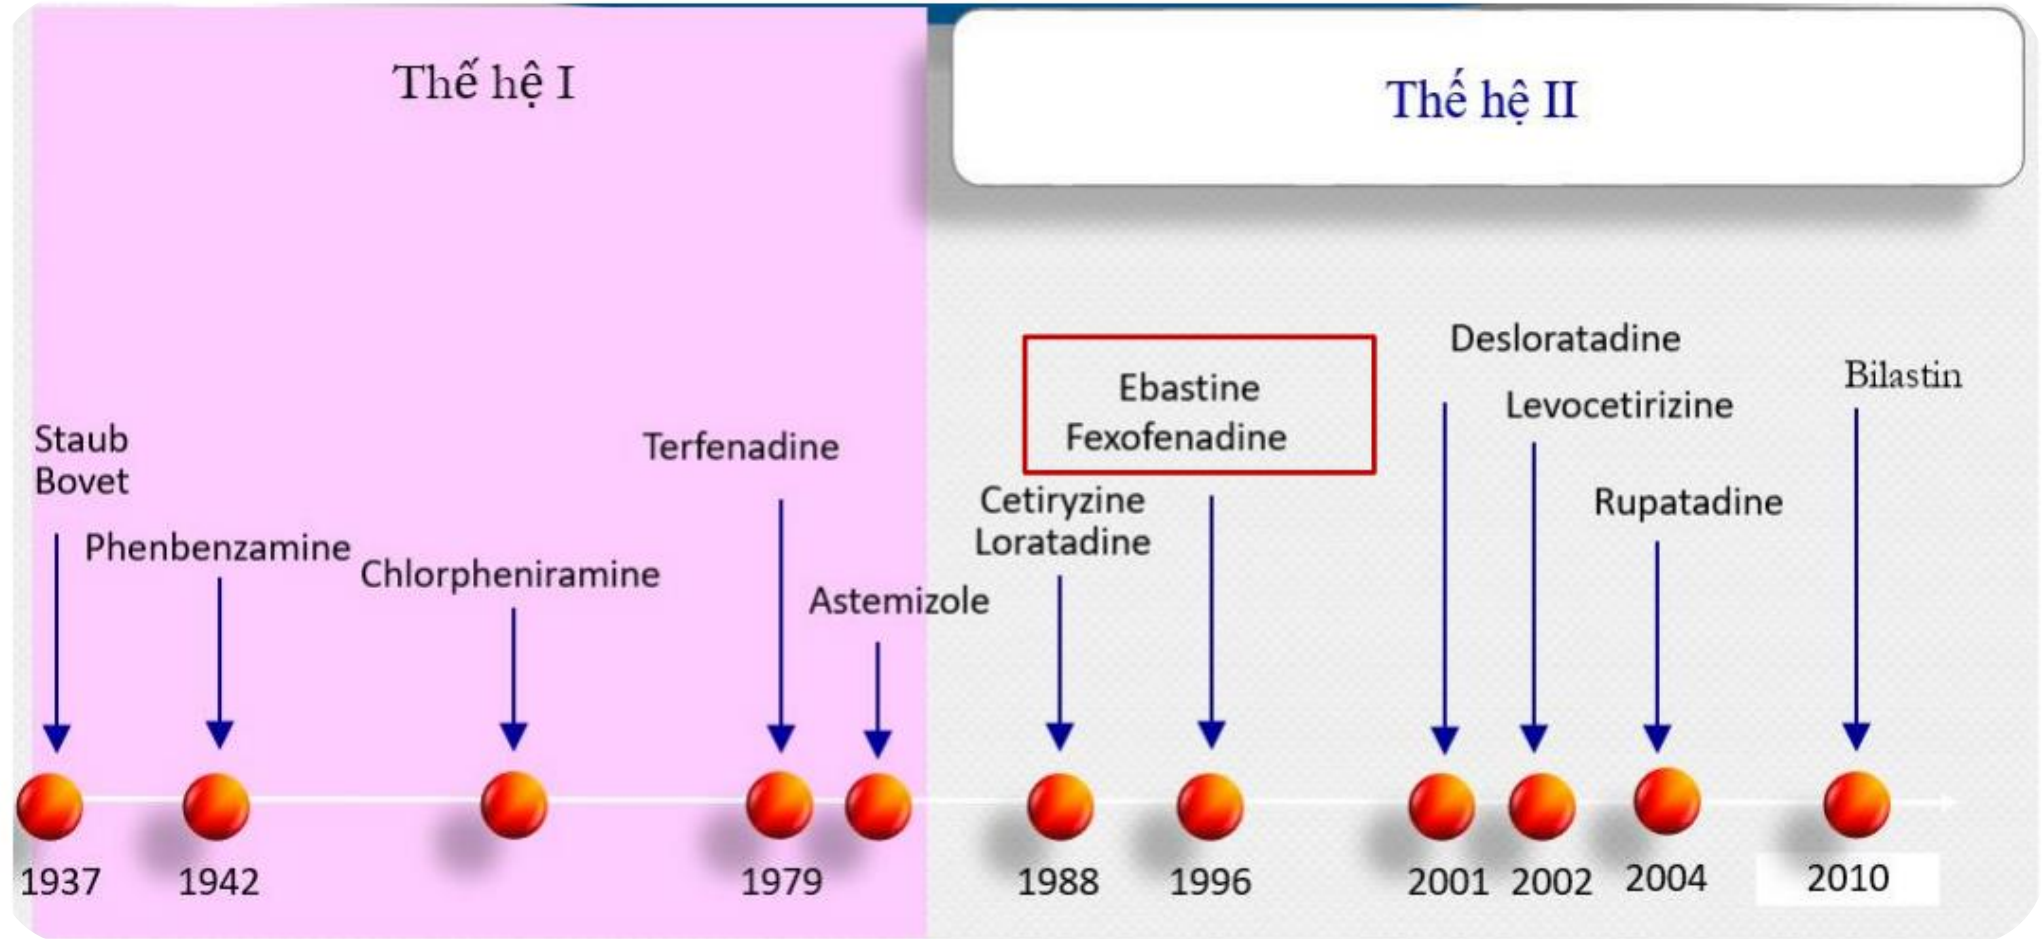 Thế hệ I
Thế hệ II
Staub
Bovet
Phenbenzamine
Chlorpheniramine
Terfenadine
Astemizole
Cetiryzine
Loratadine
Ebastine
Fexofenadine
Desloratadine
Levocetirizine
Rupatadine
Bilastin
1937
1942
1979
1988
1996
2001
2002
2004
2010